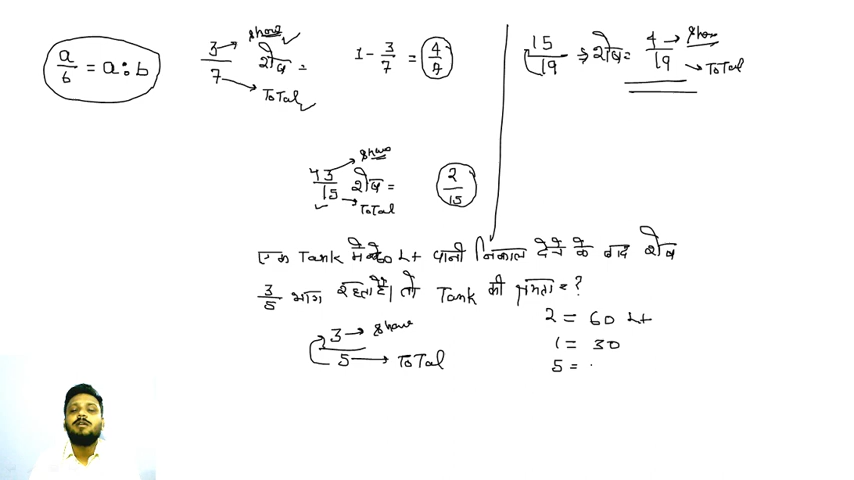 a/b = a:b
3/7 → Share
→ Total
शेष =
1 - 3/7 = 4/7
15/19 ⇒ शेष = 4/19 → Share
→ Total
13/15 → Share
→ Total
शेष = 2/15
एक Tank में से 60 Lt पानी निकाल देने के बाद शेष
3/5 भाग रहता है। तो Tank की क्षमता = ?
3 → Share
5 → Total
2 = 60 Lt
1 = 30
5 =